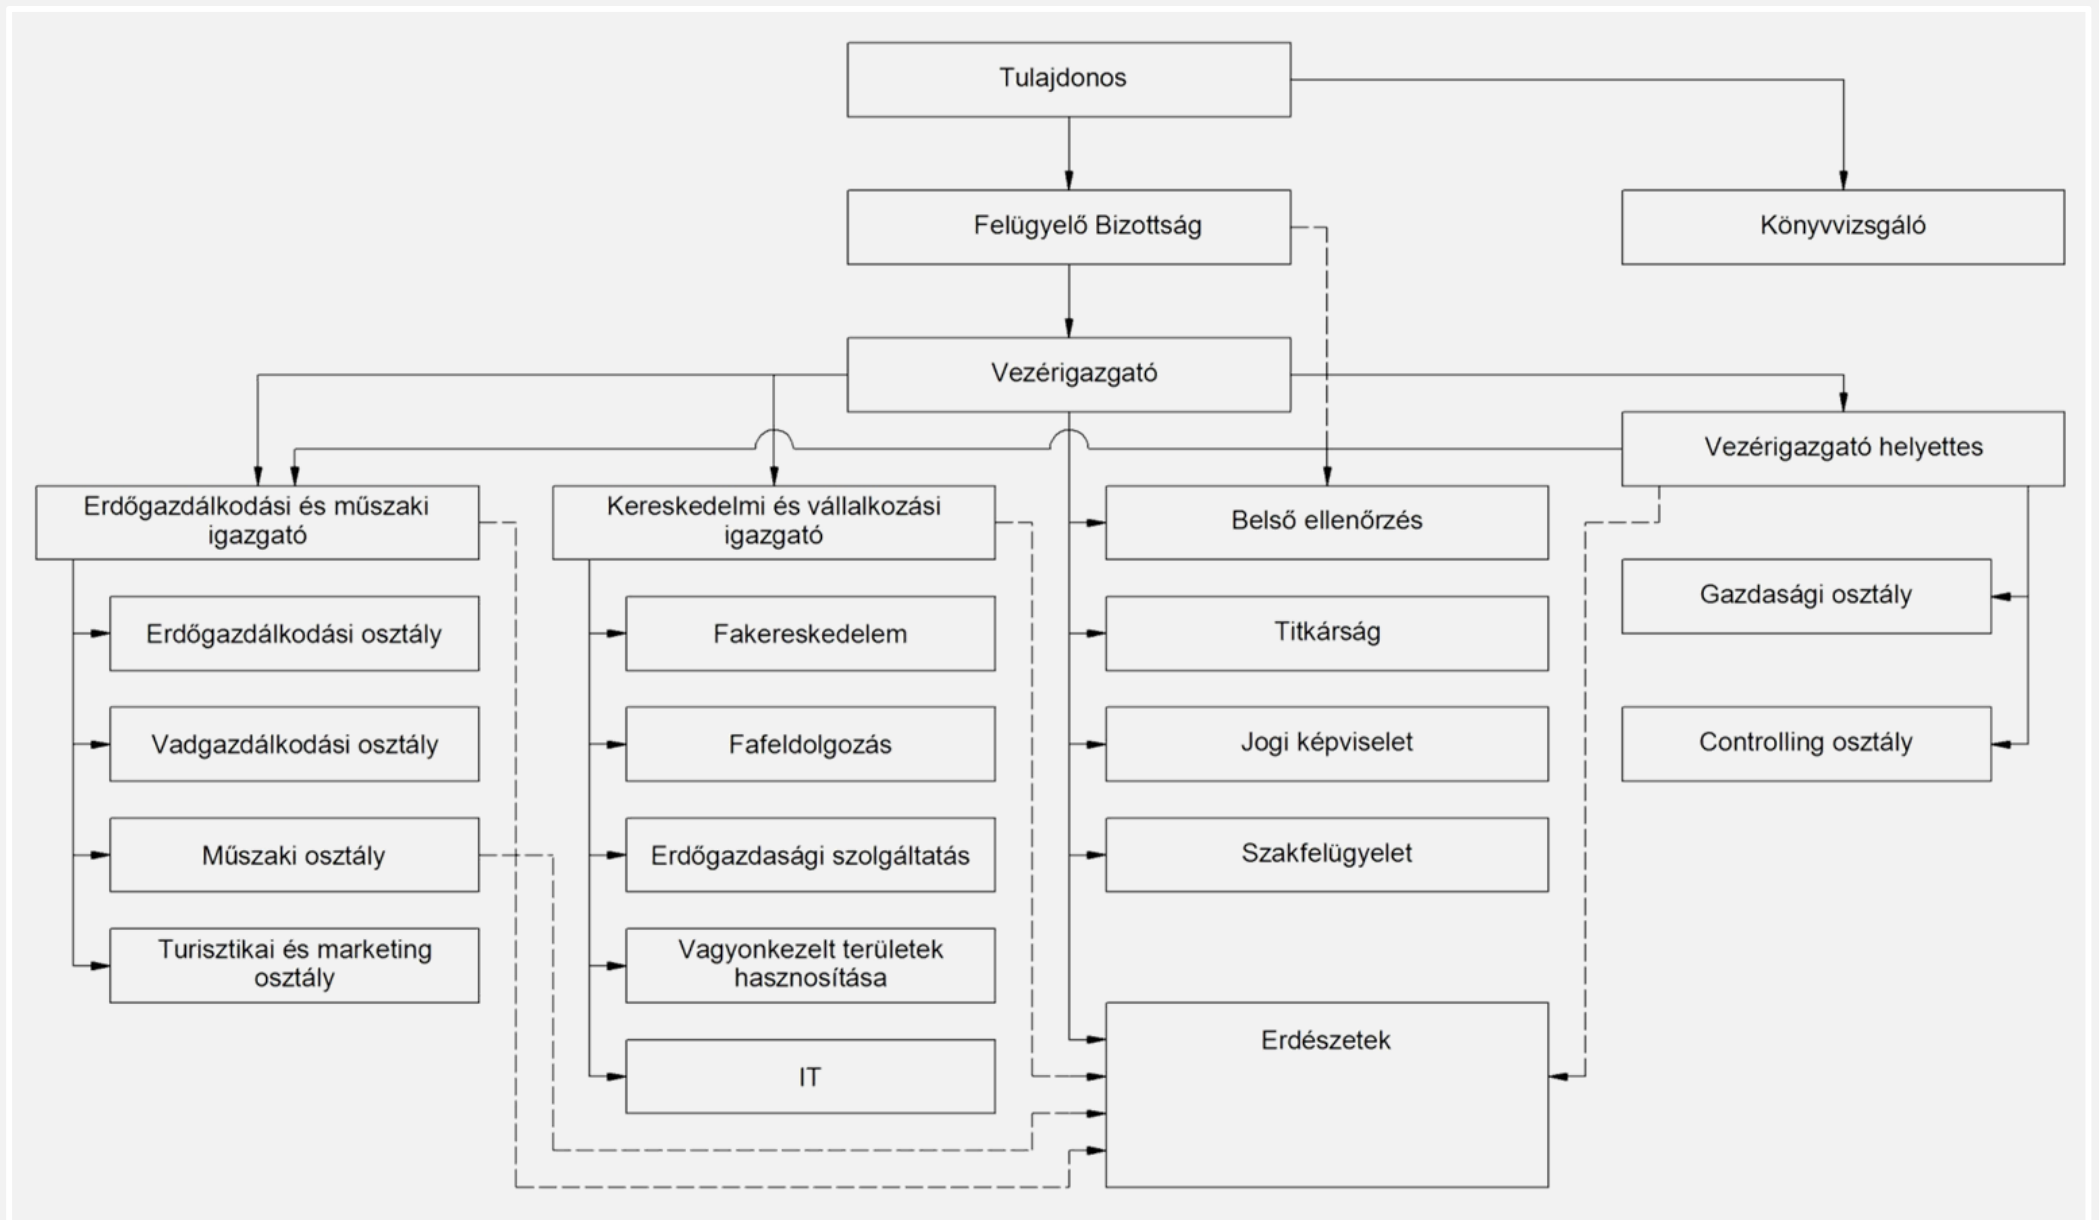 Tulajdonos
Felügyelő Bizottság
Könyvvizsgáló
Vezérigazgató
Vezérigazgató helyettes
Erdőgazdálkodási és műszaki
igazgató
Kereskedelmi és vállalkozási
igazgató
Belső ellenőrzés
Gazdasági osztály
Erdőgazdálkodási osztály
Fakereskedelem
Titkárság
Vadgazdálkodási osztály
Fafeldolgozás
Jogi képviselet
Controlling osztály
Műszaki osztály
Erdőgazdasági szolgáltatás
Szakfelügyelet
Turisztikai és marketing
osztály
Vagyonkezelt területek
hasznosítása
Erdészetek
IT